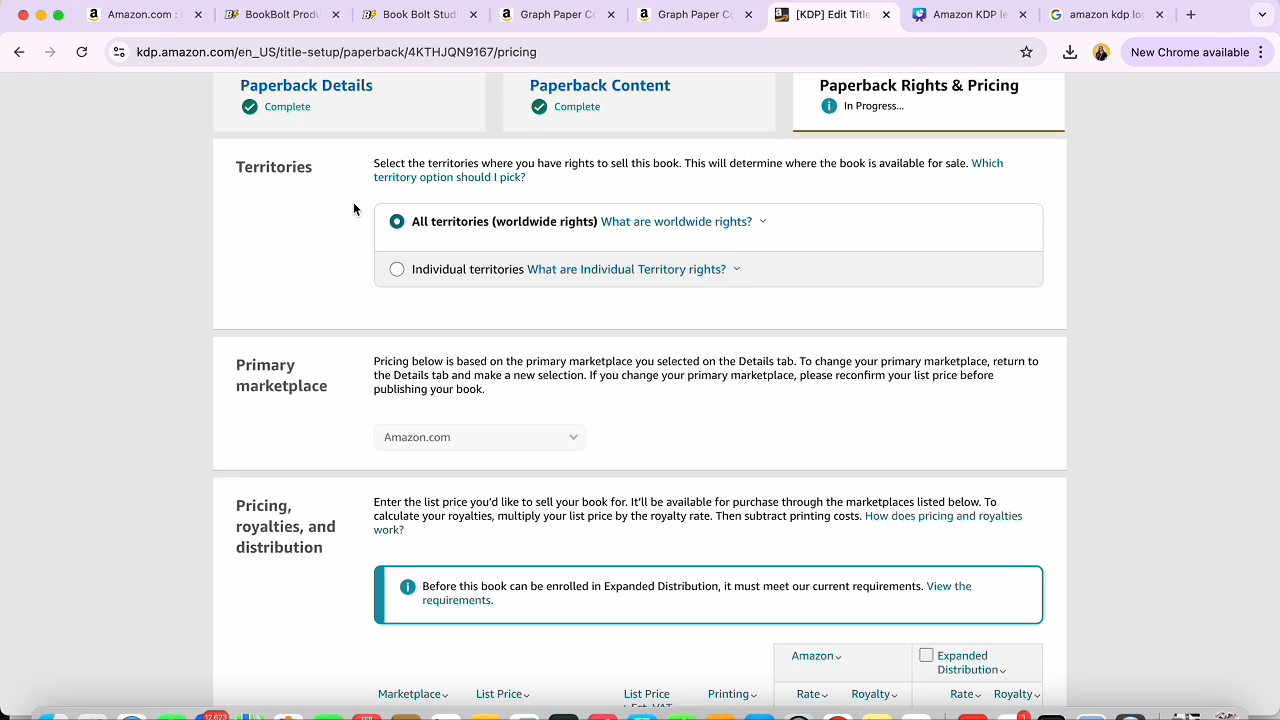 Amazon.com :
BookBolt Produ
Book Bolt Studi
Graph Paper Co
Graph Paper Co
[KDP] Edit Title
Amazon KDP le
amazon kdp log
kdp.amazon.com/en_US/title-setup/paperback/4KTHJQN9167/pricing
New Chrome available
Paperback Details
Complete
Paperback Content
Complete
Paperback Rights & Pricing
In Progress...
Territories
Select the territories where you have rights to sell this book. This will determine where the book is available for sale. Which
territory option should I pick?
All territories (worldwide rights) What are worldwide rights?
Individual territories What are Individual Territory rights?
Primary
marketplace
Pricing below is based on the primary marketplace you selected on the Details tab. To change your primary marketplace, return to
the Details tab and make a new selection. If you change your primary marketplace, please reconfirm your list price before
publishing your book.
Amazon.com
Pricing,
royalties, and
distribution
Enter the list price you'd like to sell your book for. It'll be available for purchase through the marketplaces listed below. To
calculate your royalties, multiply your list price by the royalty rate. Then subtract printing costs. How does pricing and royalties
work?
Before this book can be enrolled in Expanded Distribution, it must meet our current requirements. View the
requirements.
Amazon
Expanded
Distribution
Marketplace
List Price
List Price
Printing
Rate
Royalty
Rate
Royalty
12,623
1